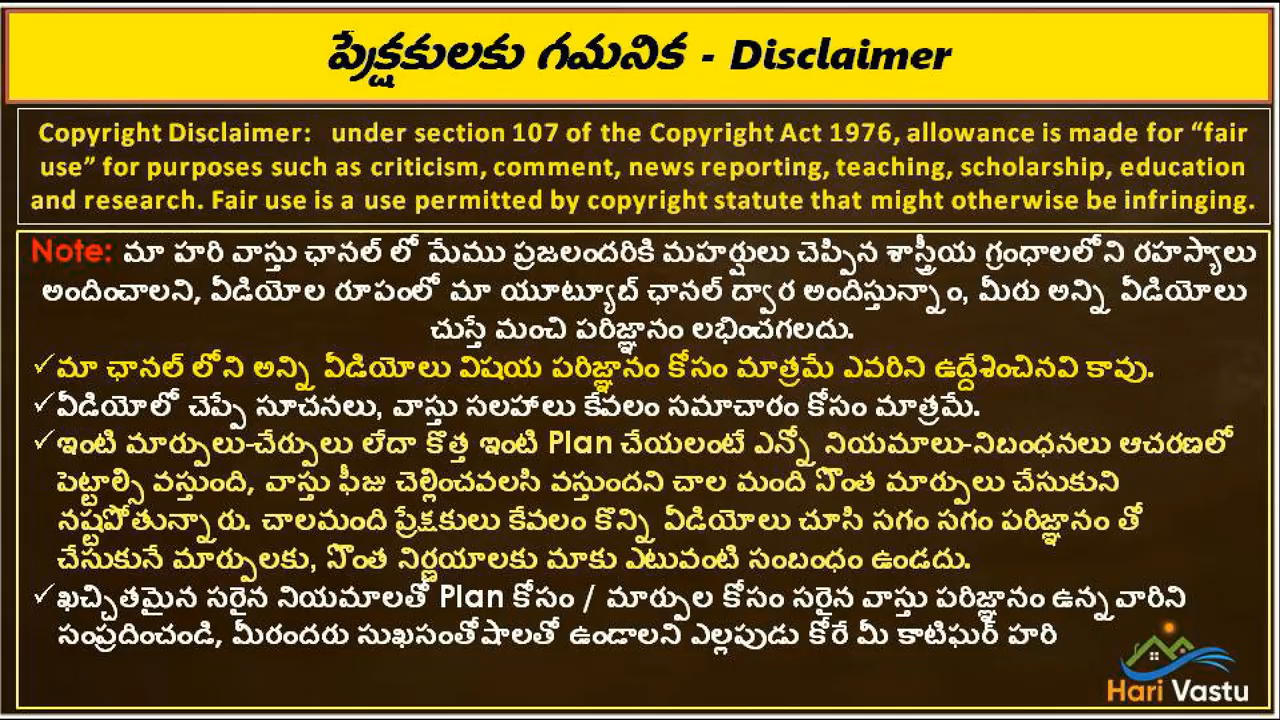 ప్రేక్షకులకు గమనిక - Disclaimer
Copyright Disclaimer: under section 107 of the Copyright Act 1976, allowance is made for “fair
use” for purposes such as criticism, comment, news reporting, teaching, scholarship, education
and research. Fair use is a use permitted by copyright statute that might otherwise be infringing.
Note: మా హరి వాస్తు ఛానల్ లో మేము ప్రజలందరికి మహర్షులు చెప్పిన శాస్త్రీయ గ్రంధాలలోని రహస్యాలు
అందించాలని, వీడియోల రూపంలో మా యూట్యూబ్ ఛానల్ ద్వార అందిస్తున్నాం, మీరు అన్ని వీడియోలు
చుస్తే మంచి పరిజ్ఞానం లభించగలదు.
✓మా ఛానల్ లోని అన్ని వీడియోలు విషయ పరిజ్ఞానం కోసం మాత్రమే ఎవరిని ఉద్దేశించినవి కావు.
✓వీడియోలో చెప్పే సూచనలు, వాస్తు సలహాలు కేవలం సమాచారం కోసం మాత్రమే.
✓ఇంటి మార్పులు-చేర్పులు లేదా కొత్త ఇంటి Plan చేయలంటే ఎన్నో నియమాలు-నిబంధనలు ఆచరణలో
పెట్టాల్సి వస్తుంది, వాస్తు ఫీజు చెల్లించవలసి వస్తుందని చాల మంది సొంత మార్పులు చేసుకుని
నష్టపోతున్నారు. చాలమంది ప్రేక్షకులు కేవలం కొన్ని వీడియోలు చూసి సగం సగం పరిజ్ఞానం తో
చేసుకునే మార్పులకు, సొంత నిర్ణయాలకు మాకు ఎటువంటి సంబంధం ఉండదు.
✓ఖచ్చితమైన సరైన నియమాలతో Plan కోసం / మార్పుల కోసం సరైన వాస్తు పరిజ్ఞానం ఉన్నవారిని
సంప్రదించండి, మీరందరు సుఖసంతోషాలతో ఉండాలని ఎల్లపుడు కోరే మీ కాటిఘర్ హరి
Hari Vastu